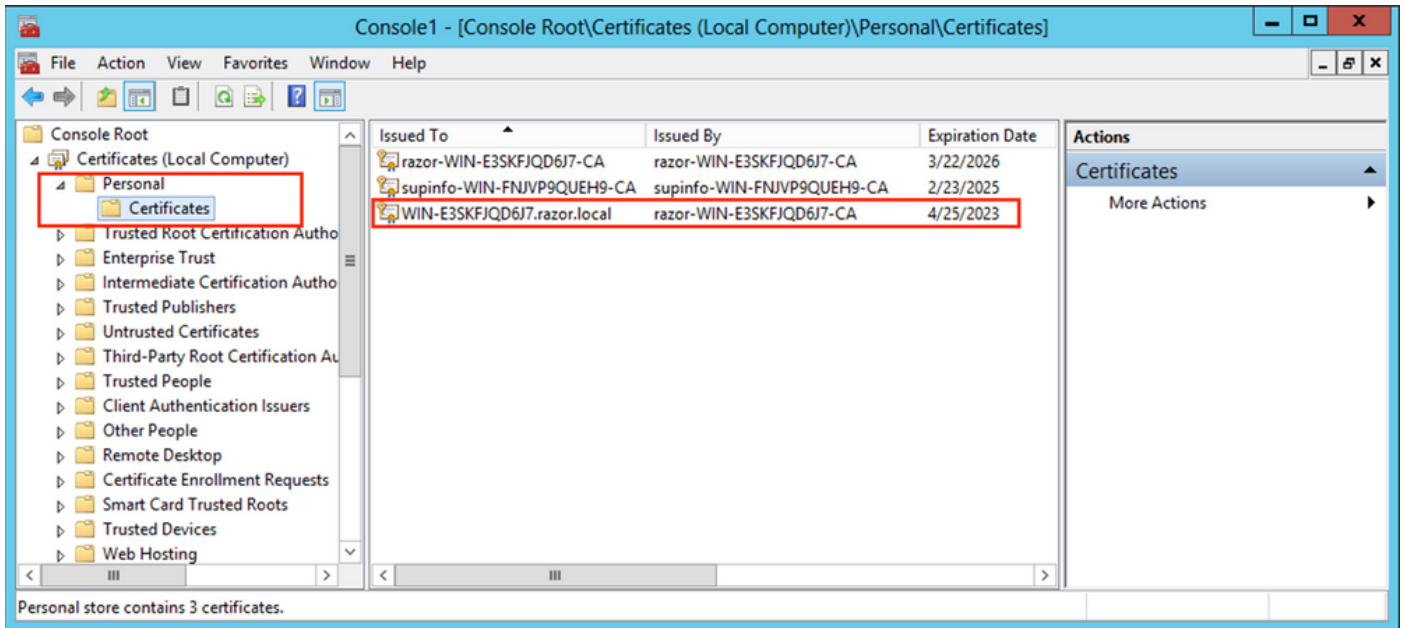 Console1 - [Console Root\Certificates (Local Computer)\Personal\Certificates]
File Action View Favorites Window Help
Console Root
Certificates (Local Computer)
Personal
Certificates
Trusted Root Certification Autho
Enterprise Trust
Intermediate Certification Autho
Trusted Publishers
Untrusted Certificates
Third-Party Root Certification Au
Trusted People
Client Authentication Issuers
Other People
Remote Desktop
Certificate Enrollment Requests
Smart Card Trusted Roots
Trusted Devices
Web Hosting
Issued To Issued By Expiration Date
razor-WIN-E3SKFJQD6J7-CA razor-WIN-E3SKFJQD6J7-CA 3/22/2026
supinfo-WIN-FNJVP9QUEH9-CA supinfo-WIN-FNJVP9QUEH9-CA 2/23/2025
WIN-E3SKFJQD6J7.razor.local razor-WIN-E3SKFJQD6J7-CA 4/25/2023
Actions
Certificates
More Actions
Personal store contains 3 certificates.